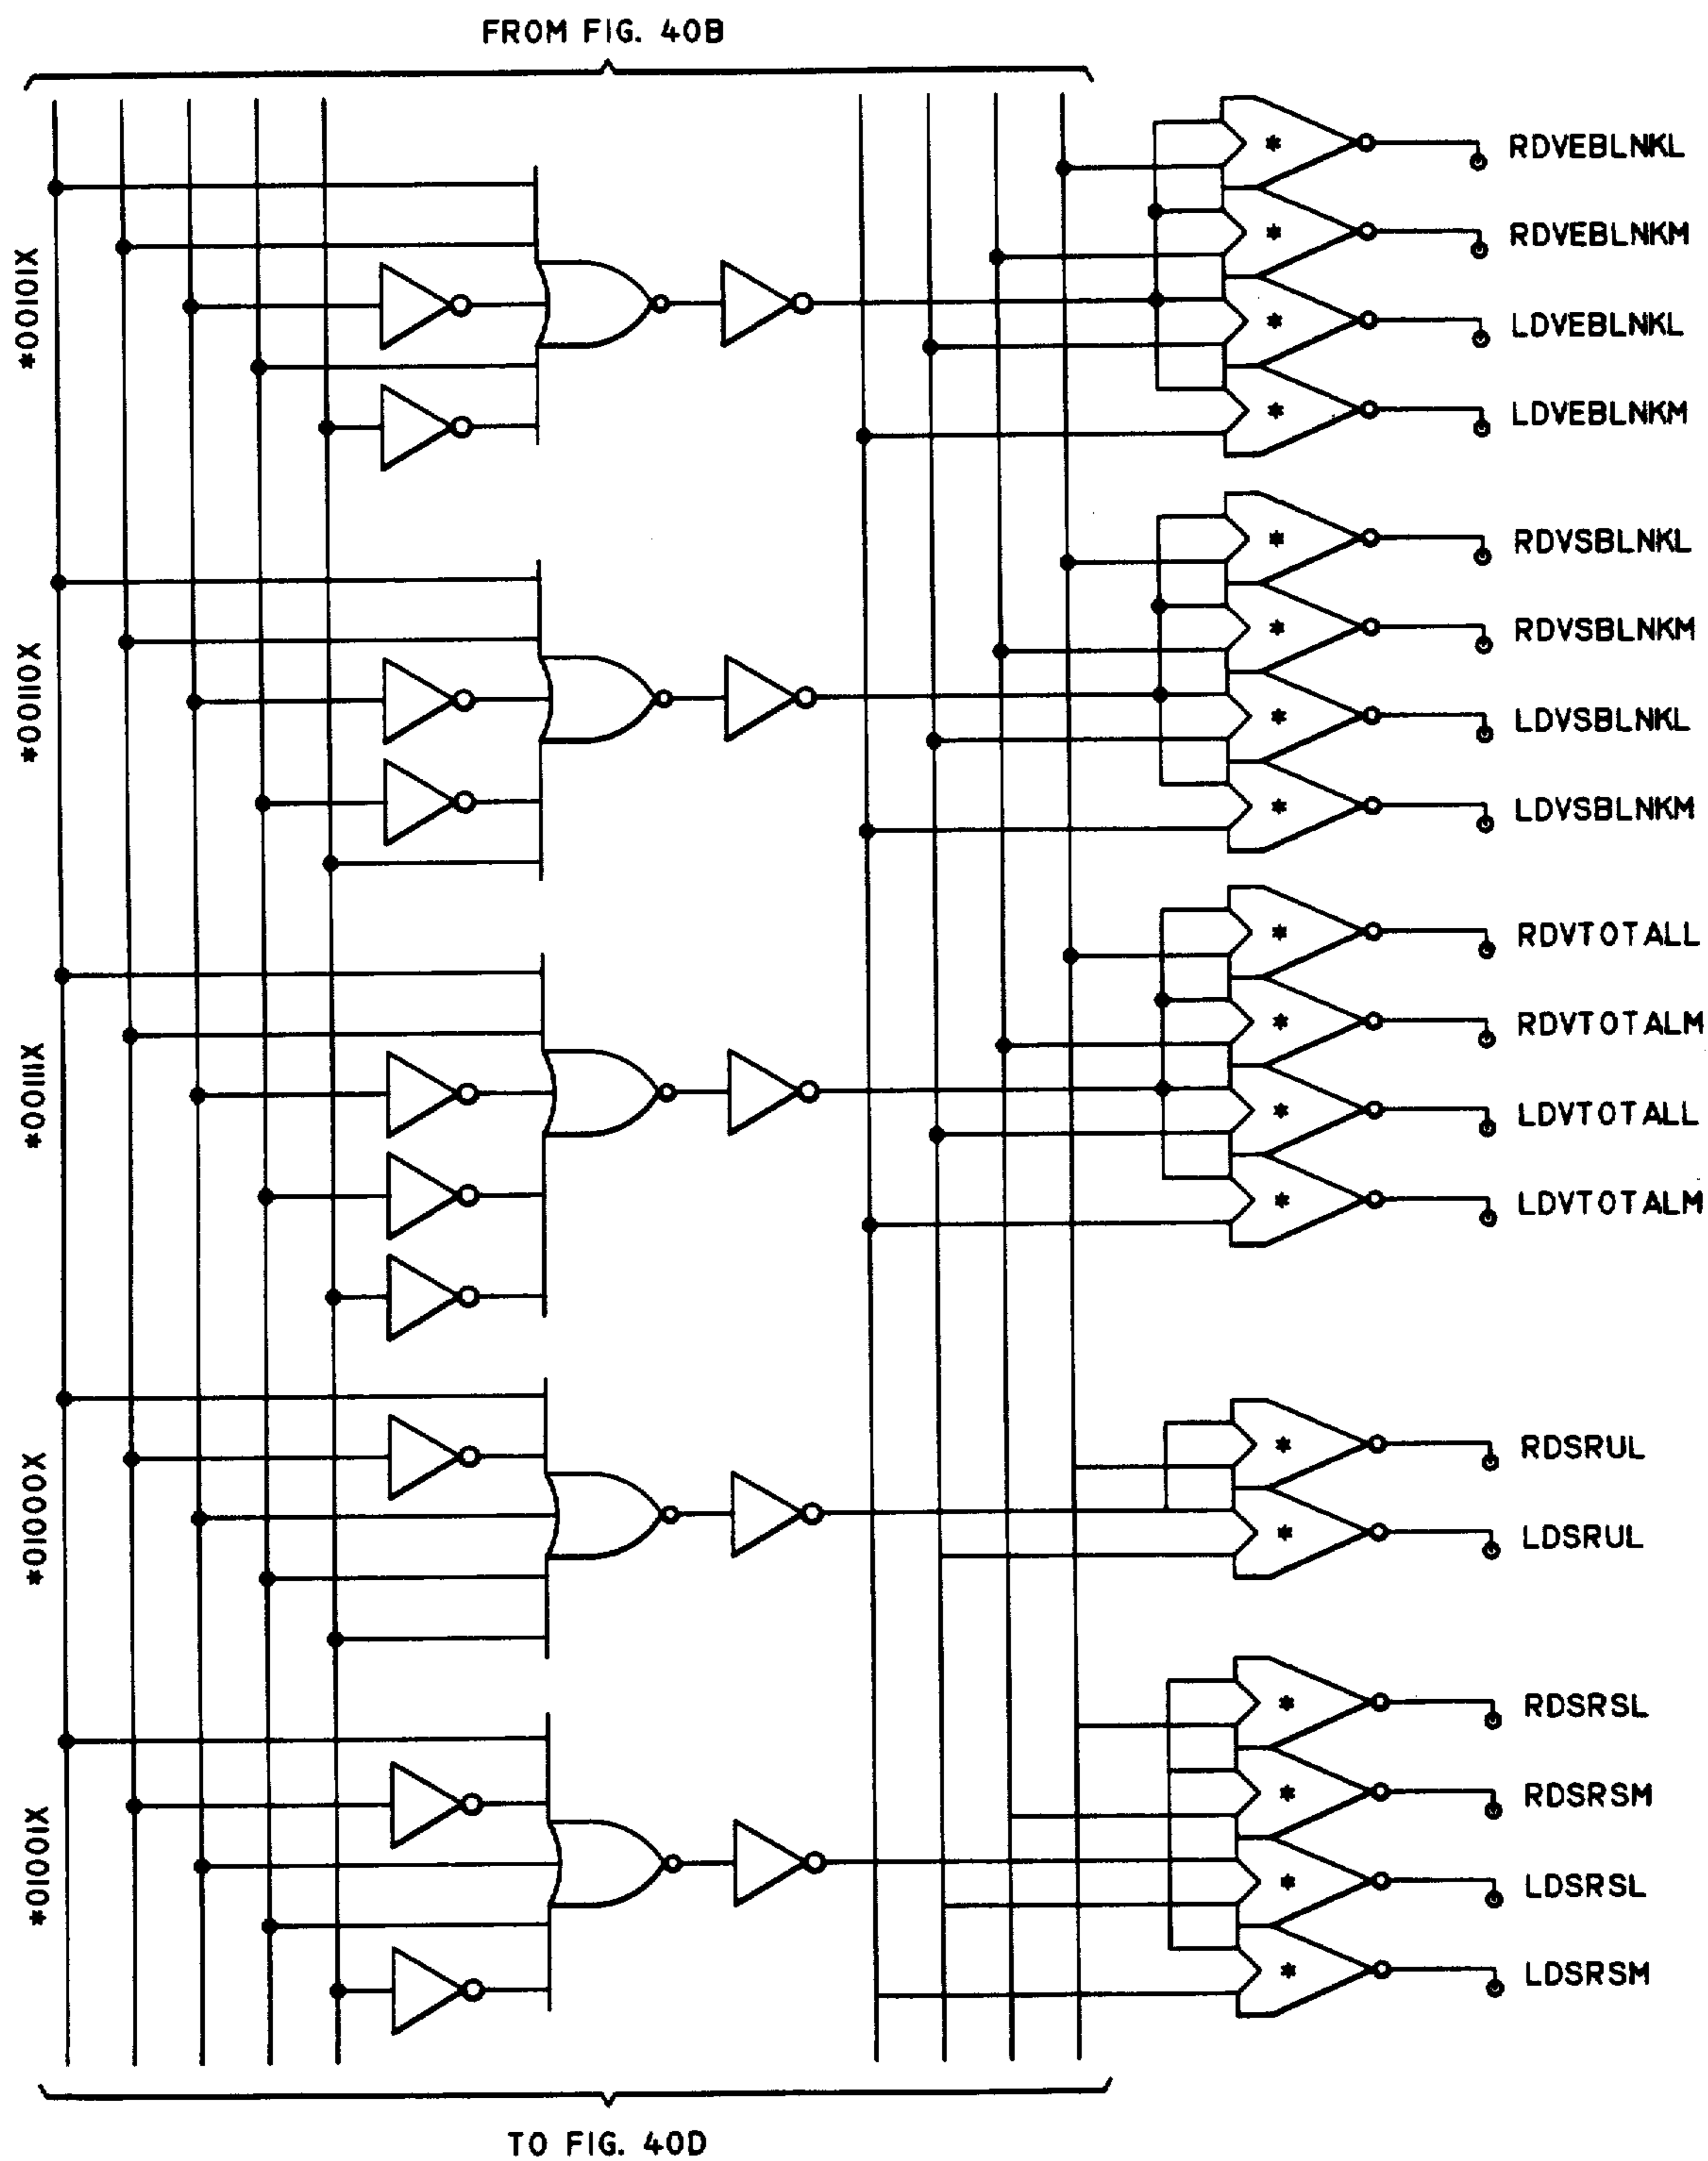 FROM FIG. 40B
*00101X
RDVEBLNKL
*
RDVEBLNKM
*
LDVEBLNKL
*
LDVEBLNKM
*
*00110X
RDVSBLNKL
*
RDVSBLNKM
*
LDVSBLNKL
*
LDVSBLNKM
*
*00111X
RDVTOTALL
*
RDVTOTALM
*
LDVTOTALL
*
LDVTOTALM
*
*01000X
RDSRUL
*
LDSRUL
*
*01001X
RDSRSL
*
RDSRSM
*
LDSRSL
*
LDSRSM
*
TO FIG. 40D